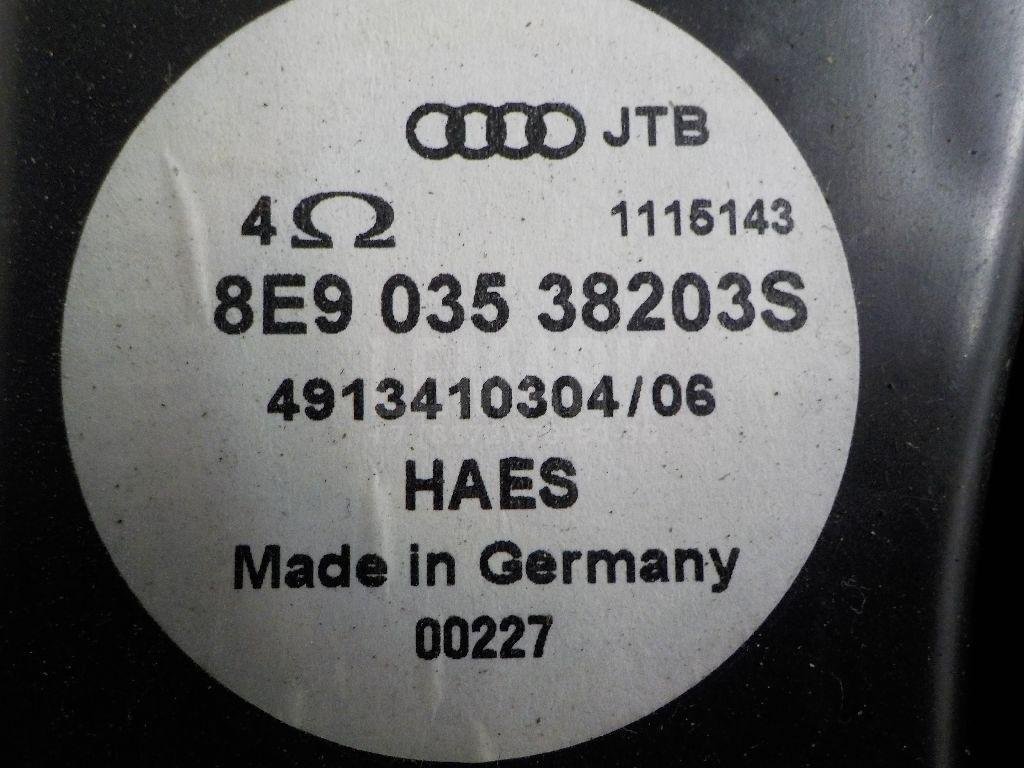 JTB
4Ω 1115143
8E9 035 38203S
4913410304/06
HAES
Made in Germany
00227